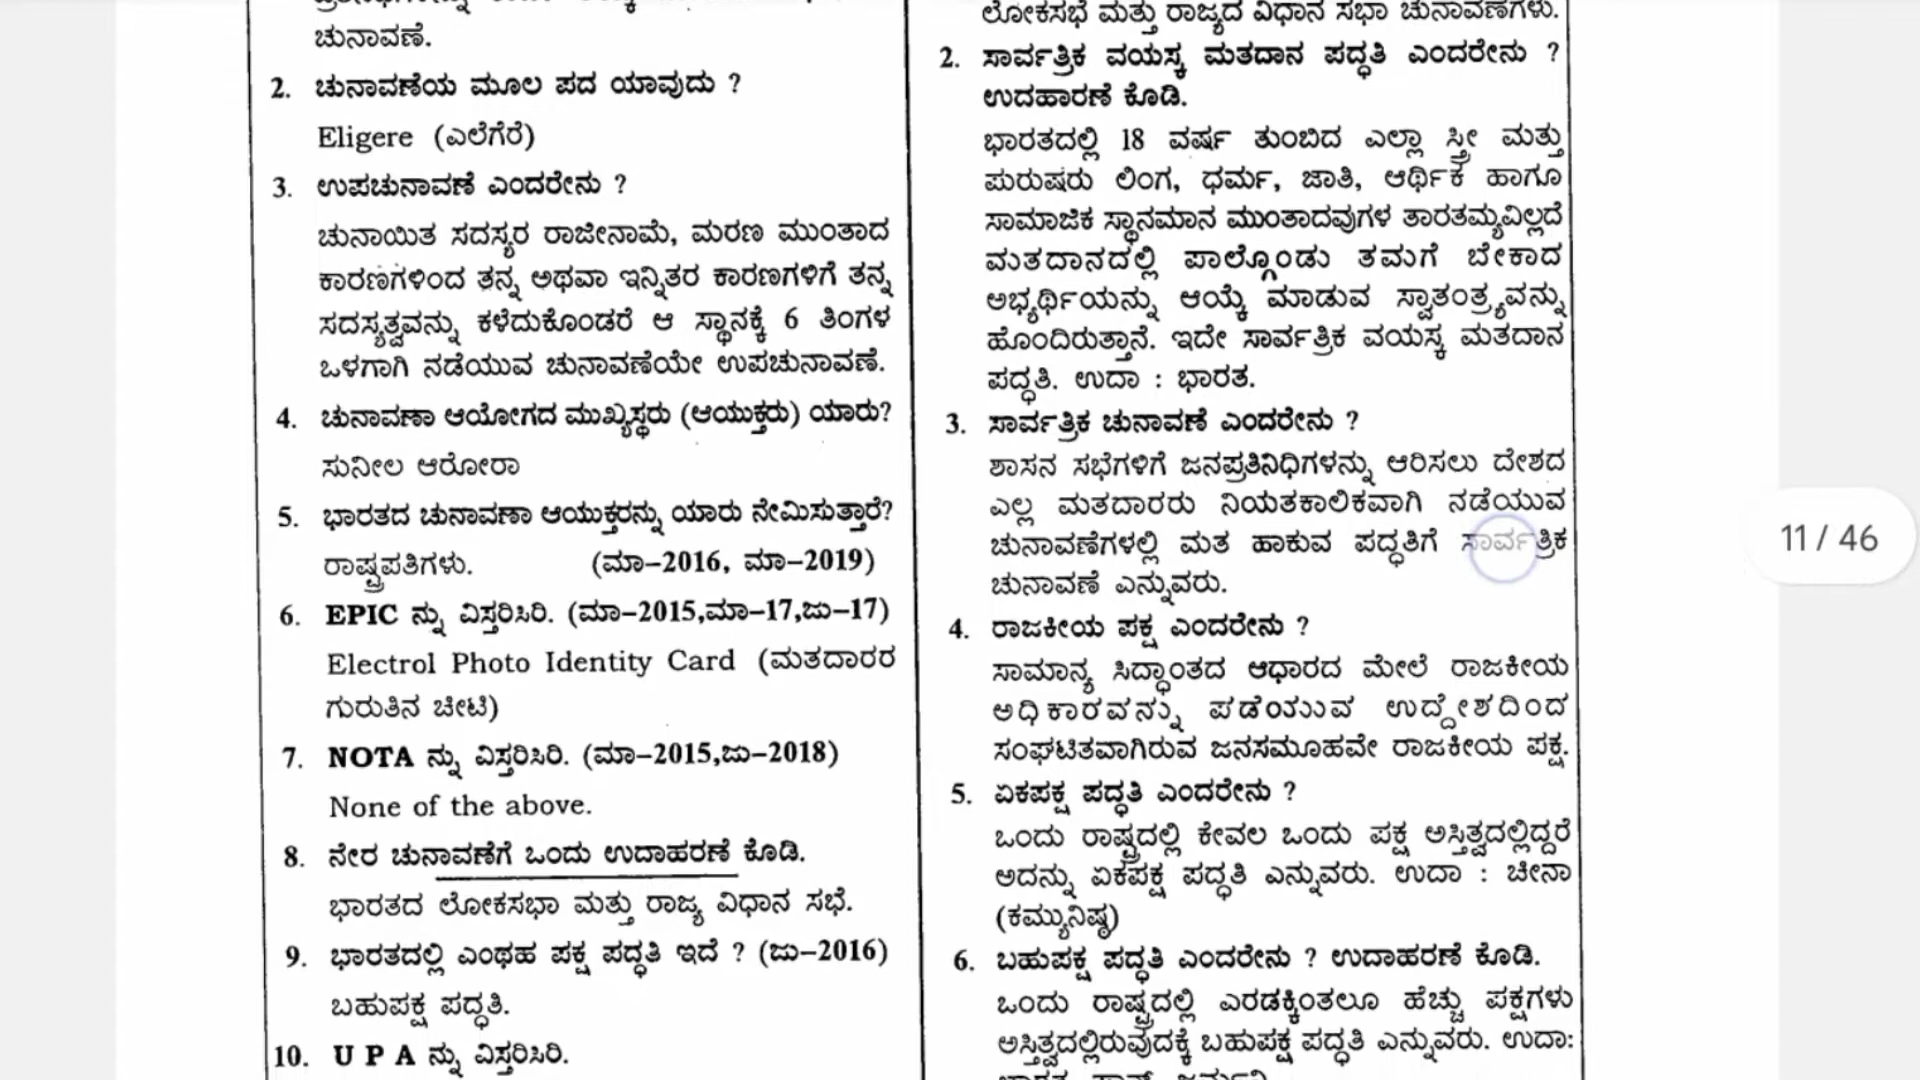 ಚುನಾವಣೆ.
2. ಚುನಾವಣೆಯ ಮೂಲ ಪದ ಯಾವುದು ?
Eligere (ಎಲೆಗೆರೆ)
3. ಉಪಚುನಾವಣೆ ಎಂದರೇನು ?
ಚುನಾಯಿತ ಸದಸ್ಯರ ರಾಜೀನಾಮೆ, ಮರಣ ಮುಂತಾದ
ಕಾರಣಗಳಿಂದ ತನ್ನ ಅಥವಾ ಇನ್ನಿತರ ಕಾರಣಗಳಿಗೆ ತನ್ನ
ಸದಸ್ಯತ್ವವನ್ನು ಕಳೆದುಕೊಂಡರೆ ಆ ಸ್ಥಾನಕ್ಕೆ 6 ತಿಂಗಳ
ಒಳಗಾಗಿ ನಡೆಯುವ ಚುನಾವಣೆಯೇ ಉಪಚುನಾವಣೆ.
4. ಚುನಾವಣಾ ಆಯೋಗದ ಮುಖ್ಯಸ್ಥರು (ಆಯುಕ್ತರು) ಯಾರು?
ಸುನೀಲ ಆರೋರಾ
5. ಭಾರತದ ಚುನಾವಣಾ ಆಯುಕ್ತರನ್ನು ಯಾರು ನೇಮಿಸುತ್ತಾರೆ?
ರಾಷ್ಟ್ರಪತಿಗಳು. (ಮಾ–2016, ಮಾ–2019)
6. EPIC ನ್ನು ವಿಸ್ತರಿಸಿರಿ. (ಮಾ–2015,ಮಾ–17,ಜು–17)
Electrol Photo Identity Card (ಮತದಾರರ
ಗುರುತಿನ ಚೀಟಿ)
7. NOTA ನ್ನು ವಿಸ್ತರಿಸಿರಿ. (ಮಾ–2015,ಜು–2018)
None of the above.
8. ನೇರ ಚುನಾವಣೆಗೆ ಒಂದು ಉದಾಹರಣೆ ಕೊಡಿ.
ಭಾರತದ ಲೋಕಸಭಾ ಮತ್ತು ರಾಜ್ಯ ವಿಧಾನ ಸಭೆ.
9. ಭಾರತದಲ್ಲಿ ಎಂಥಹ ಪಕ್ಷ ಪದ್ಧತಿ ಇದೆ ? (ಜು–2016)
ಬಹುಪಕ್ಷ ಪದ್ಧತಿ.
10. U P A ನ್ನು ವಿಸ್ತರಿಸಿರಿ.
ಲೋಕಸಭೆ ಮತ್ತು ರಾಜ್ಯದ ವಿಧಾನ ಸಭಾ ಚುನಾವಣೆಗಳು.
2. ಸಾರ್ವತ್ರಿಕ ವಯಸ್ಕ ಮತದಾನ ಪದ್ಧತಿ ಎಂದರೇನು ?
ಉದಹಾರಣೆ ಕೊಡಿ.
ಭಾರತದಲ್ಲಿ 18 ವರ್ಷ ತುಂಬಿದ ಎಲ್ಲಾ ಸ್ತ್ರೀ ಮತ್ತು
ಪುರುಷರು ಲಿಂಗ, ಧರ್ಮ, ಜಾತಿ, ಆರ್ಥಿಕ ಹಾಗೂ
ಸಾಮಾಜಿಕ ಸ್ಥಾನಮಾನ ಮುಂತಾದವುಗಳ ತಾರತಮ್ಯವಿಲ್ಲದೆ
ಮತದಾನದಲ್ಲಿ ಪಾಲ್ಗೊಂಡು ತಮಗೆ ಬೇಕಾದ
ಅಭ್ಯರ್ಥಿಯನ್ನು ಆಯ್ಕೆ ಮಾಡುವ ಸ್ವಾತಂತ್ರ್ಯವನ್ನು
ಹೊಂದಿರುತ್ತಾನೆ. ಇದೇ ಸಾರ್ವತ್ರಿಕ ವಯಸ್ಕ ಮತದಾನ
ಪದ್ಧತಿ. ಉದಾ : ಭಾರತ.
3. ಸಾರ್ವತ್ರಿಕ ಚುನಾವಣೆ ಎಂದರೇನು ?
ಶಾಸನ ಸಭೆಗಳಿಗೆ ಜನಪ್ರತಿನಿಧಿಗಳನ್ನು ಆರಿಸಲು ದೇಶದ
ಎಲ್ಲ ಮತದಾರರು ನಿಯತಕಾಲಿಕವಾಗಿ ನಡೆಯುವ
ಚುನಾವಣೆಗಳಲ್ಲಿ ಮತ ಹಾಕುವ ಪದ್ಧತಿಗೆ ಸಾರ್ವತ್ರಿಕ
ಚುನಾವಣೆ ಎನ್ನುವರು.
4. ರಾಜಕೀಯ ಪಕ್ಷ ಎಂದರೇನು ?
ಸಾಮಾನ್ಯ ಸಿದ್ಧಾಂತದ ಆಧಾರದ ಮೇಲೆ ರಾಜಕೀಯ
ಅಧಿಕಾರವನ್ನು ಪಡೆಯುವ ಉದ್ದೇಶದಿಂದ
ಸಂಘಟಿತವಾಗಿರುವ ಜನಸಮೂಹವೇ ರಾಜಕೀಯ ಪಕ್ಷ.
5. ಏಕಪಕ್ಷ ಪದ್ಧತಿ ಎಂದರೇನು ?
ಒಂದು ರಾಷ್ಟ್ರದಲ್ಲಿ ಕೇವಲ ಒಂದು ಪಕ್ಷ ಅಸ್ತಿತ್ವದಲ್ಲಿದ್ದರೆ
ಅದನ್ನು ಏಕಪಕ್ಷ ಪದ್ಧತಿ ಎನ್ನುವರು. ಉದಾ : ಚೀನಾ
(ಕಮ್ಯುನಿಷ್ಠ)
6. ಬಹುಪಕ್ಷ ಪದ್ಧತಿ ಎಂದರೇನು ? ಉದಾಹರಣೆ ಕೊಡಿ.
ಒಂದು ರಾಷ್ಟ್ರದಲ್ಲಿ ಎರಡಕ್ಕಿಂತಲೂ ಹೆಚ್ಚು ಪಕ್ಷಗಳು
ಅಸ್ತಿತ್ವದಲ್ಲಿರುವುದಕ್ಕೆ ಬಹುಪಕ್ಷ ಪದ್ಧತಿ ಎನ್ನುವರು. ಉದಾ:
11 / 46